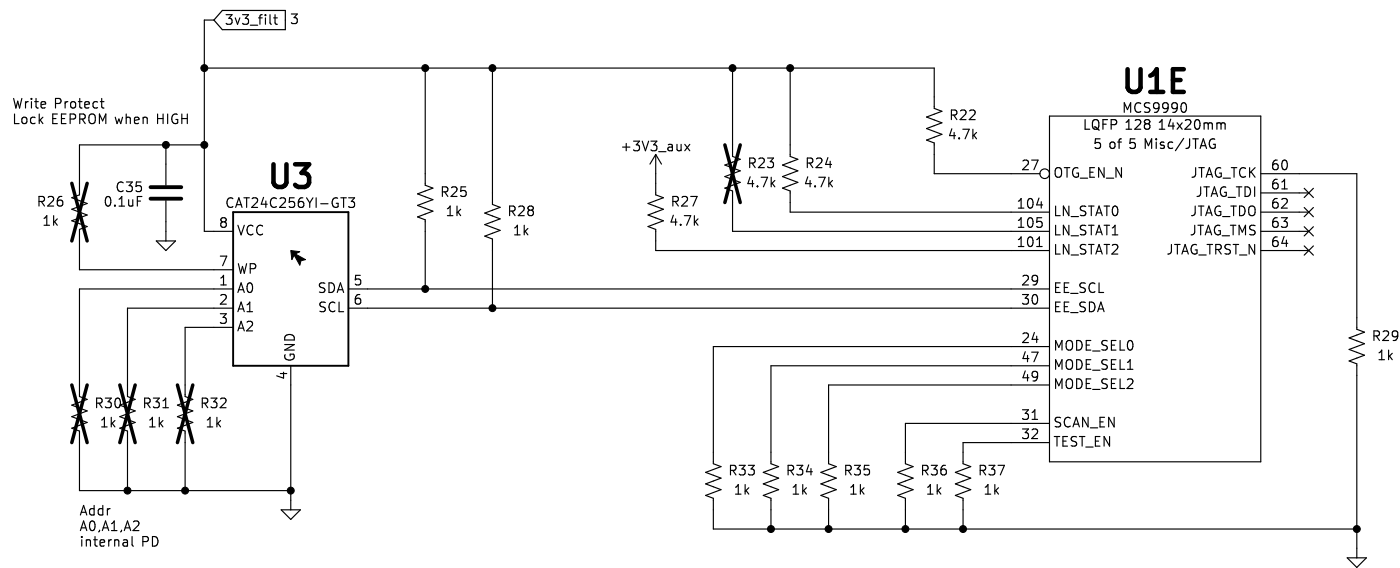 3v3_filt 3
Write Protect
Lock EEPROM when HIGH
R26
1k
C35
0.1uF
U3
CAT24C256YI-GT3
8 VCC
7 WP
1 A0
2 A1
3 A2
SDA 5
SCL 6
GND
4
R30
1k
R31
1k
R32
1k
Addr
A0,A1,A2
internal PD
R25
1k
R28
1k
+3V3_aux
R27
4.7k
R23
4.7k
R24
4.7k
R22
4.7k
U1E
MCS9990
LQFP 128 14x20mm
5 of 5 Misc/JTAG
27 OTG_EN_N
104 LN_STAT0
105 LN_STAT1
101 LN_STAT2
29 EE_SCL
30 EE_SDA
24 MODE_SEL0
47 MODE_SEL1
49 MODE_SEL2
31 SCAN_EN
32 TEST_EN
JTAG_TCK 60
JTAG_TDI 61
JTAG_TDO 62
JTAG_TMS 63
JTAG_TRST_N 64
R29
1k
R33
1k
R34
1k
R35
1k
R36
1k
R37
1k